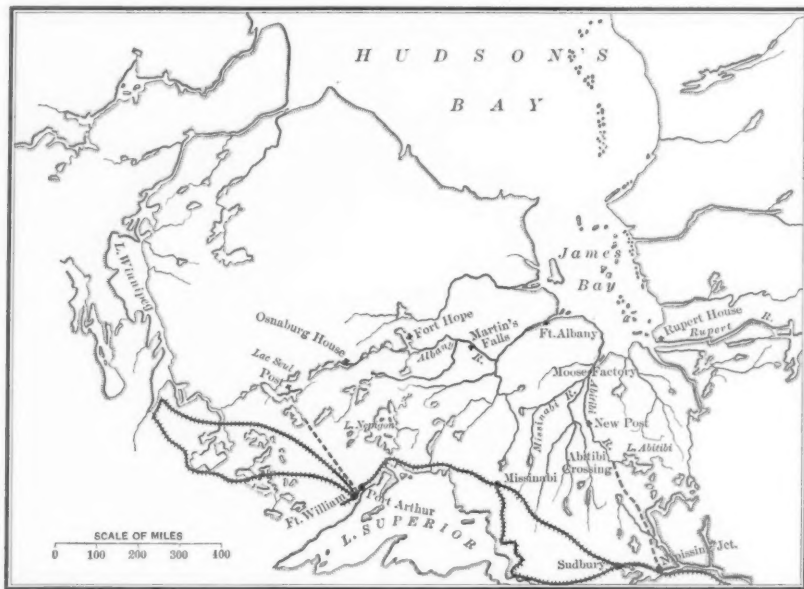 HUDSON'S
BAY
James
Bay
L. Winnipeg
Osnaburg House
Fort Hope
Martin's
Falls
Albany
R.
Ft. Albany
Rupert House
Rupert R.
Lac Seul
Post
Moose Factory
Missinabi R.
Abitibi
R.
New Post
L. Nepigon
L. Abitibi
Abitibi
Crossing
Missinabi
Port Arthur
Ft. William
L. SUPERIOR
Sudbury
Nipissing Jct.
SCALE OF MILES
0 100 200 300 400